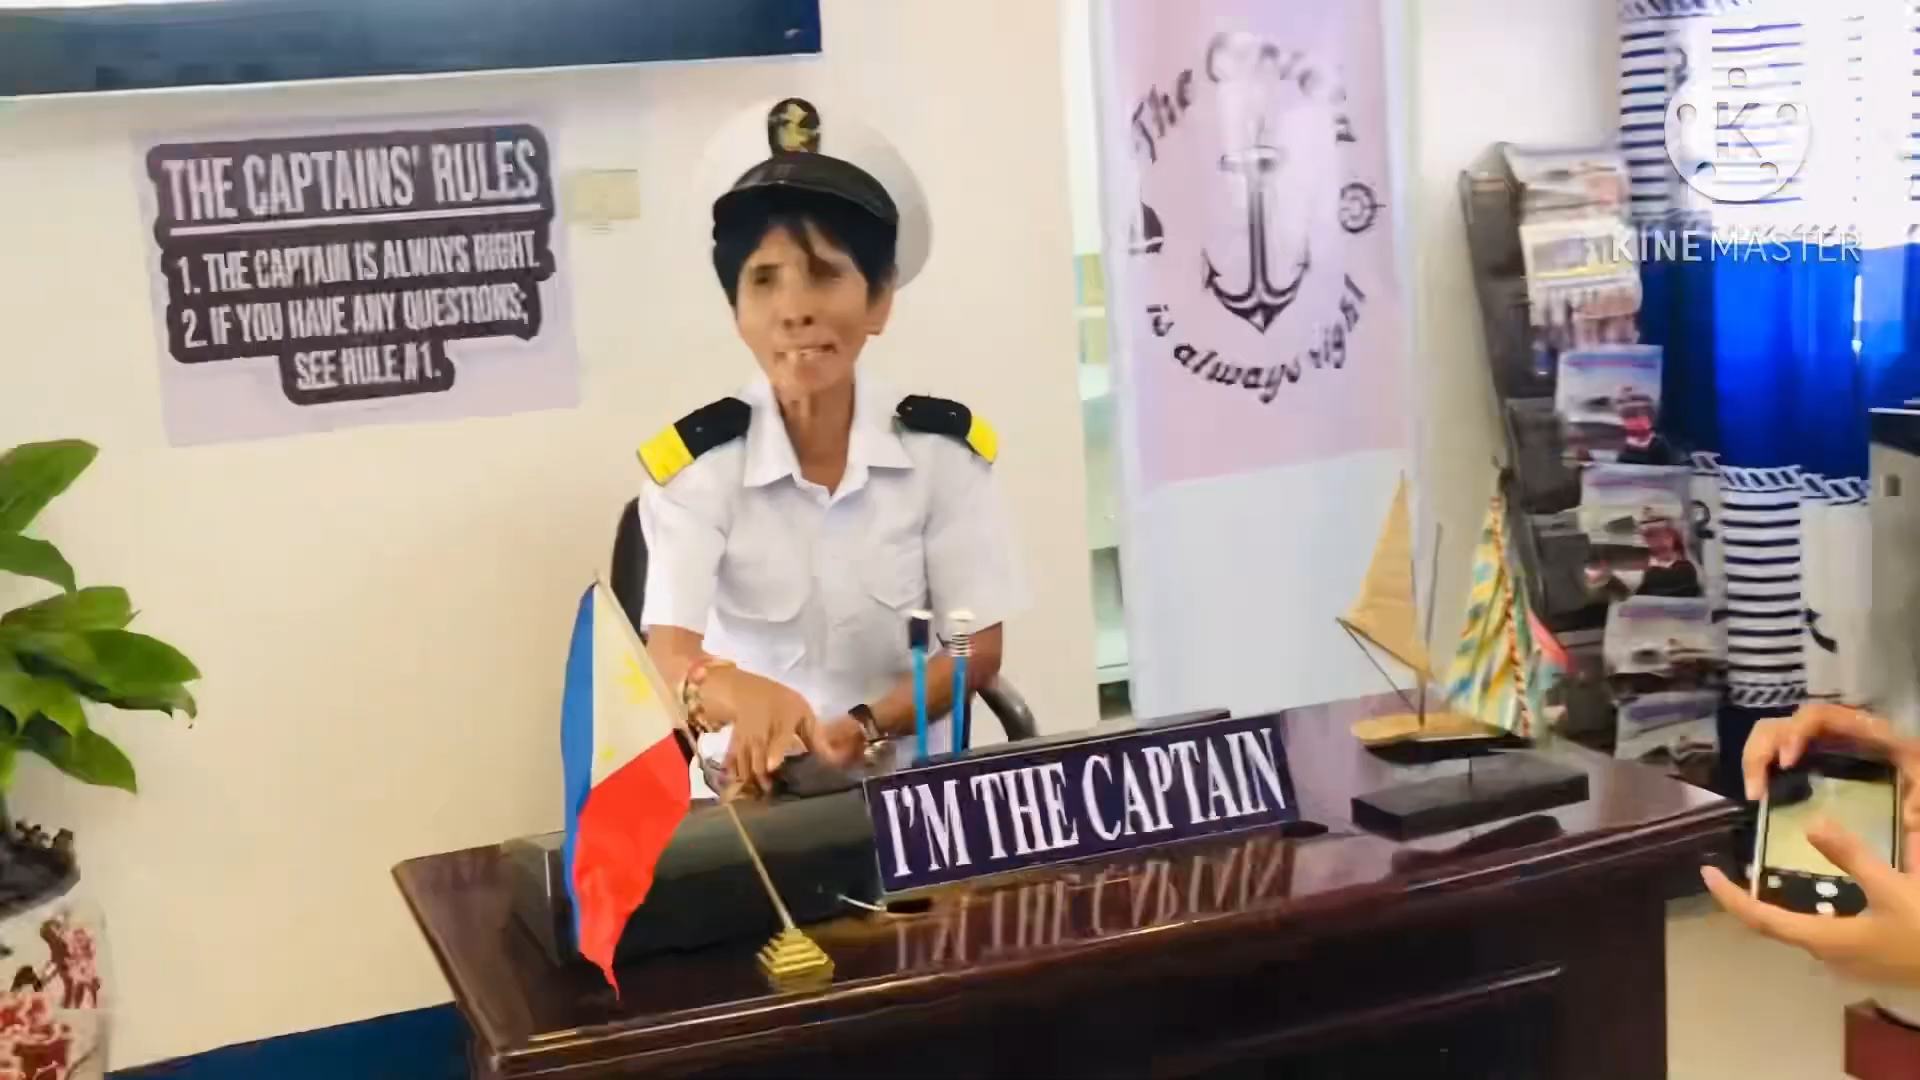 THE CAPTAINS' RULES
1. THE CAPTAIN IS ALWAYS RIGHT.
2. IF YOU HAVE ANY QUESTIONS;
SEE RULE #1.
The Captain
is always right
K
KINEMASTER
I'M THE CAPTAIN